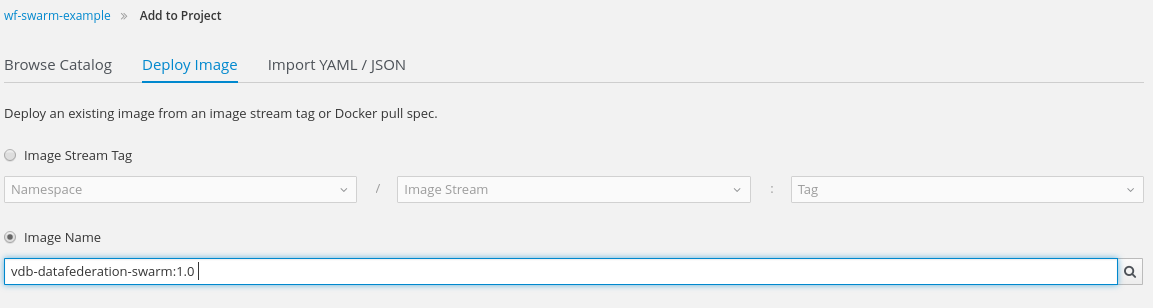 wf-swarm-example » Add to Project
Browse Catalog Deploy Image Import YAML / JSON
Deploy an existing image from an image stream tag or Docker pull spec.
Image Stream Tag
Namespace / Image Stream : Tag
Image Name
vdb-datafederation-swarm:1.0